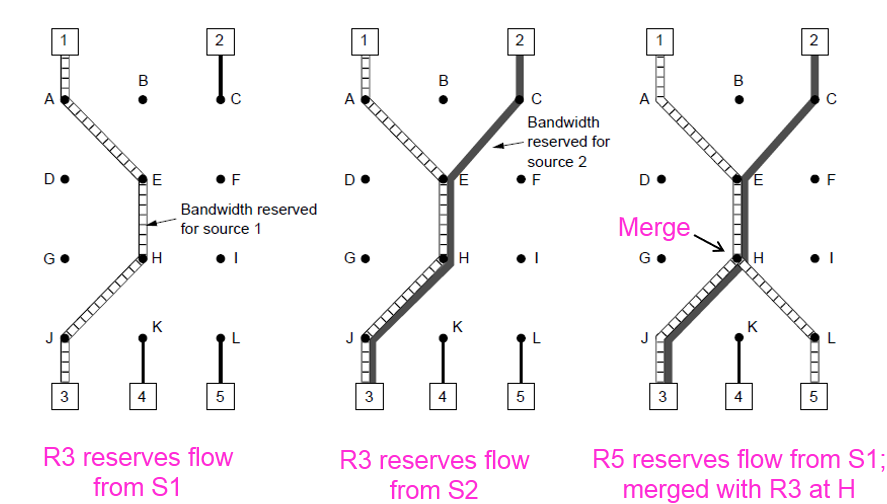 1
2
B
A
C
D
E
F
Bandwidth reserved
for source 1
G
H
I
J
K
L
3
4
5
R3 reserves flow
from S1
1
2
B
A
C
Bandwidth
reserved for
source 2
D
E
F
G
H
I
J
K
L
3
4
5
R3 reserves flow
from S2
1
2
B
A
C
D
E
F
Merge
G
H
I
J
K
L
3
4
5
R5 reserves flow from S1;
merged with R3 at H